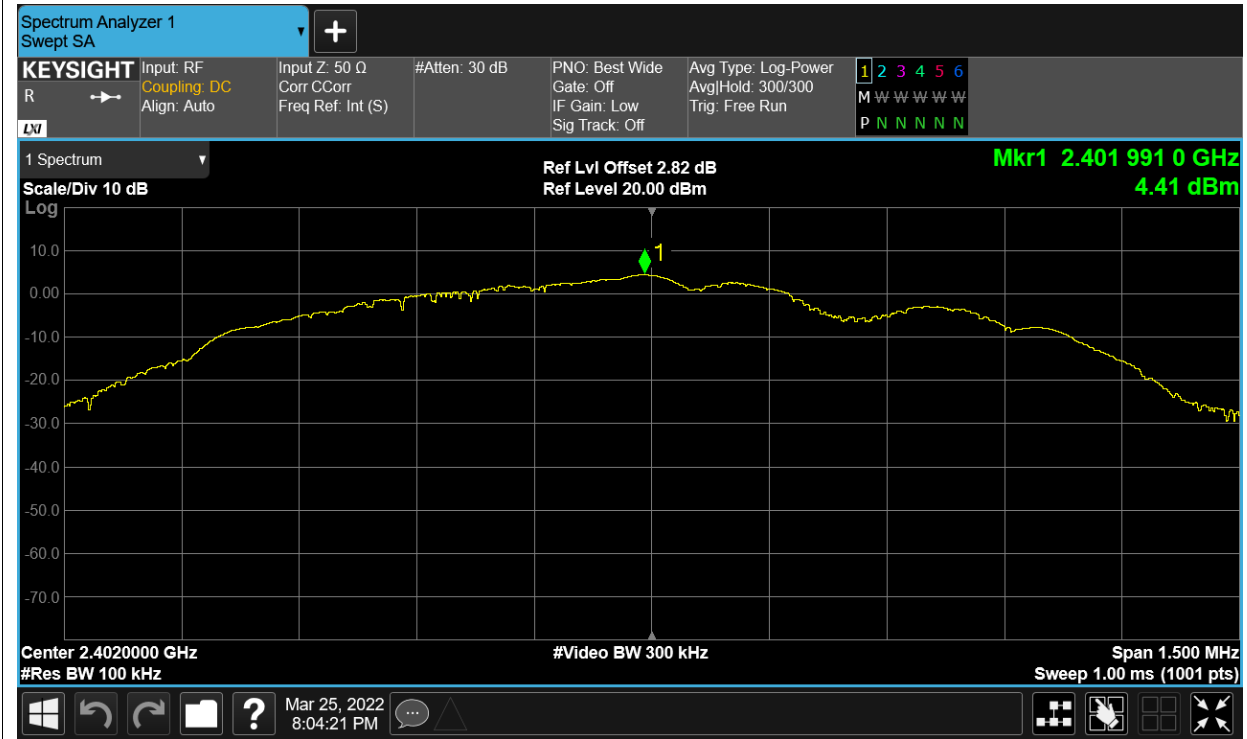 Spectrum Analyzer 1
Swept SA
KEYSIGHT
R
LXI
Input: RF
Coupling: DC
Align: Auto
Input Z: 50 Ω
Corr CCorr
Freq Ref: Int (S)
#Atten: 30 dB
PNO: Best Wide
Gate: Off
IF Gain: Low
Sig Track: Off
Avg Type: Log-Power
Avg|Hold: 300/300
Trig: Free Run
1 2 3 4 5 6
M W W W W W
P N N N N N
1 Spectrum
Scale/Div 10 dB
Ref Lvl Offset 2.82 dB
Ref Level 20.00 dBm
Mkr1 2.401 991 0 GHz
4.41 dBm
Log
10.0
0.00
-10.0
-20.0
-30.0
-40.0
-50.0
-60.0
-70.0
1
Center 2.4020000 GHz
#Res BW 100 kHz
#Video BW 300 kHz
Span 1.500 MHz
Sweep 1.00 ms (1001 pts)
?
Mar 25, 2022
8:04:21 PM